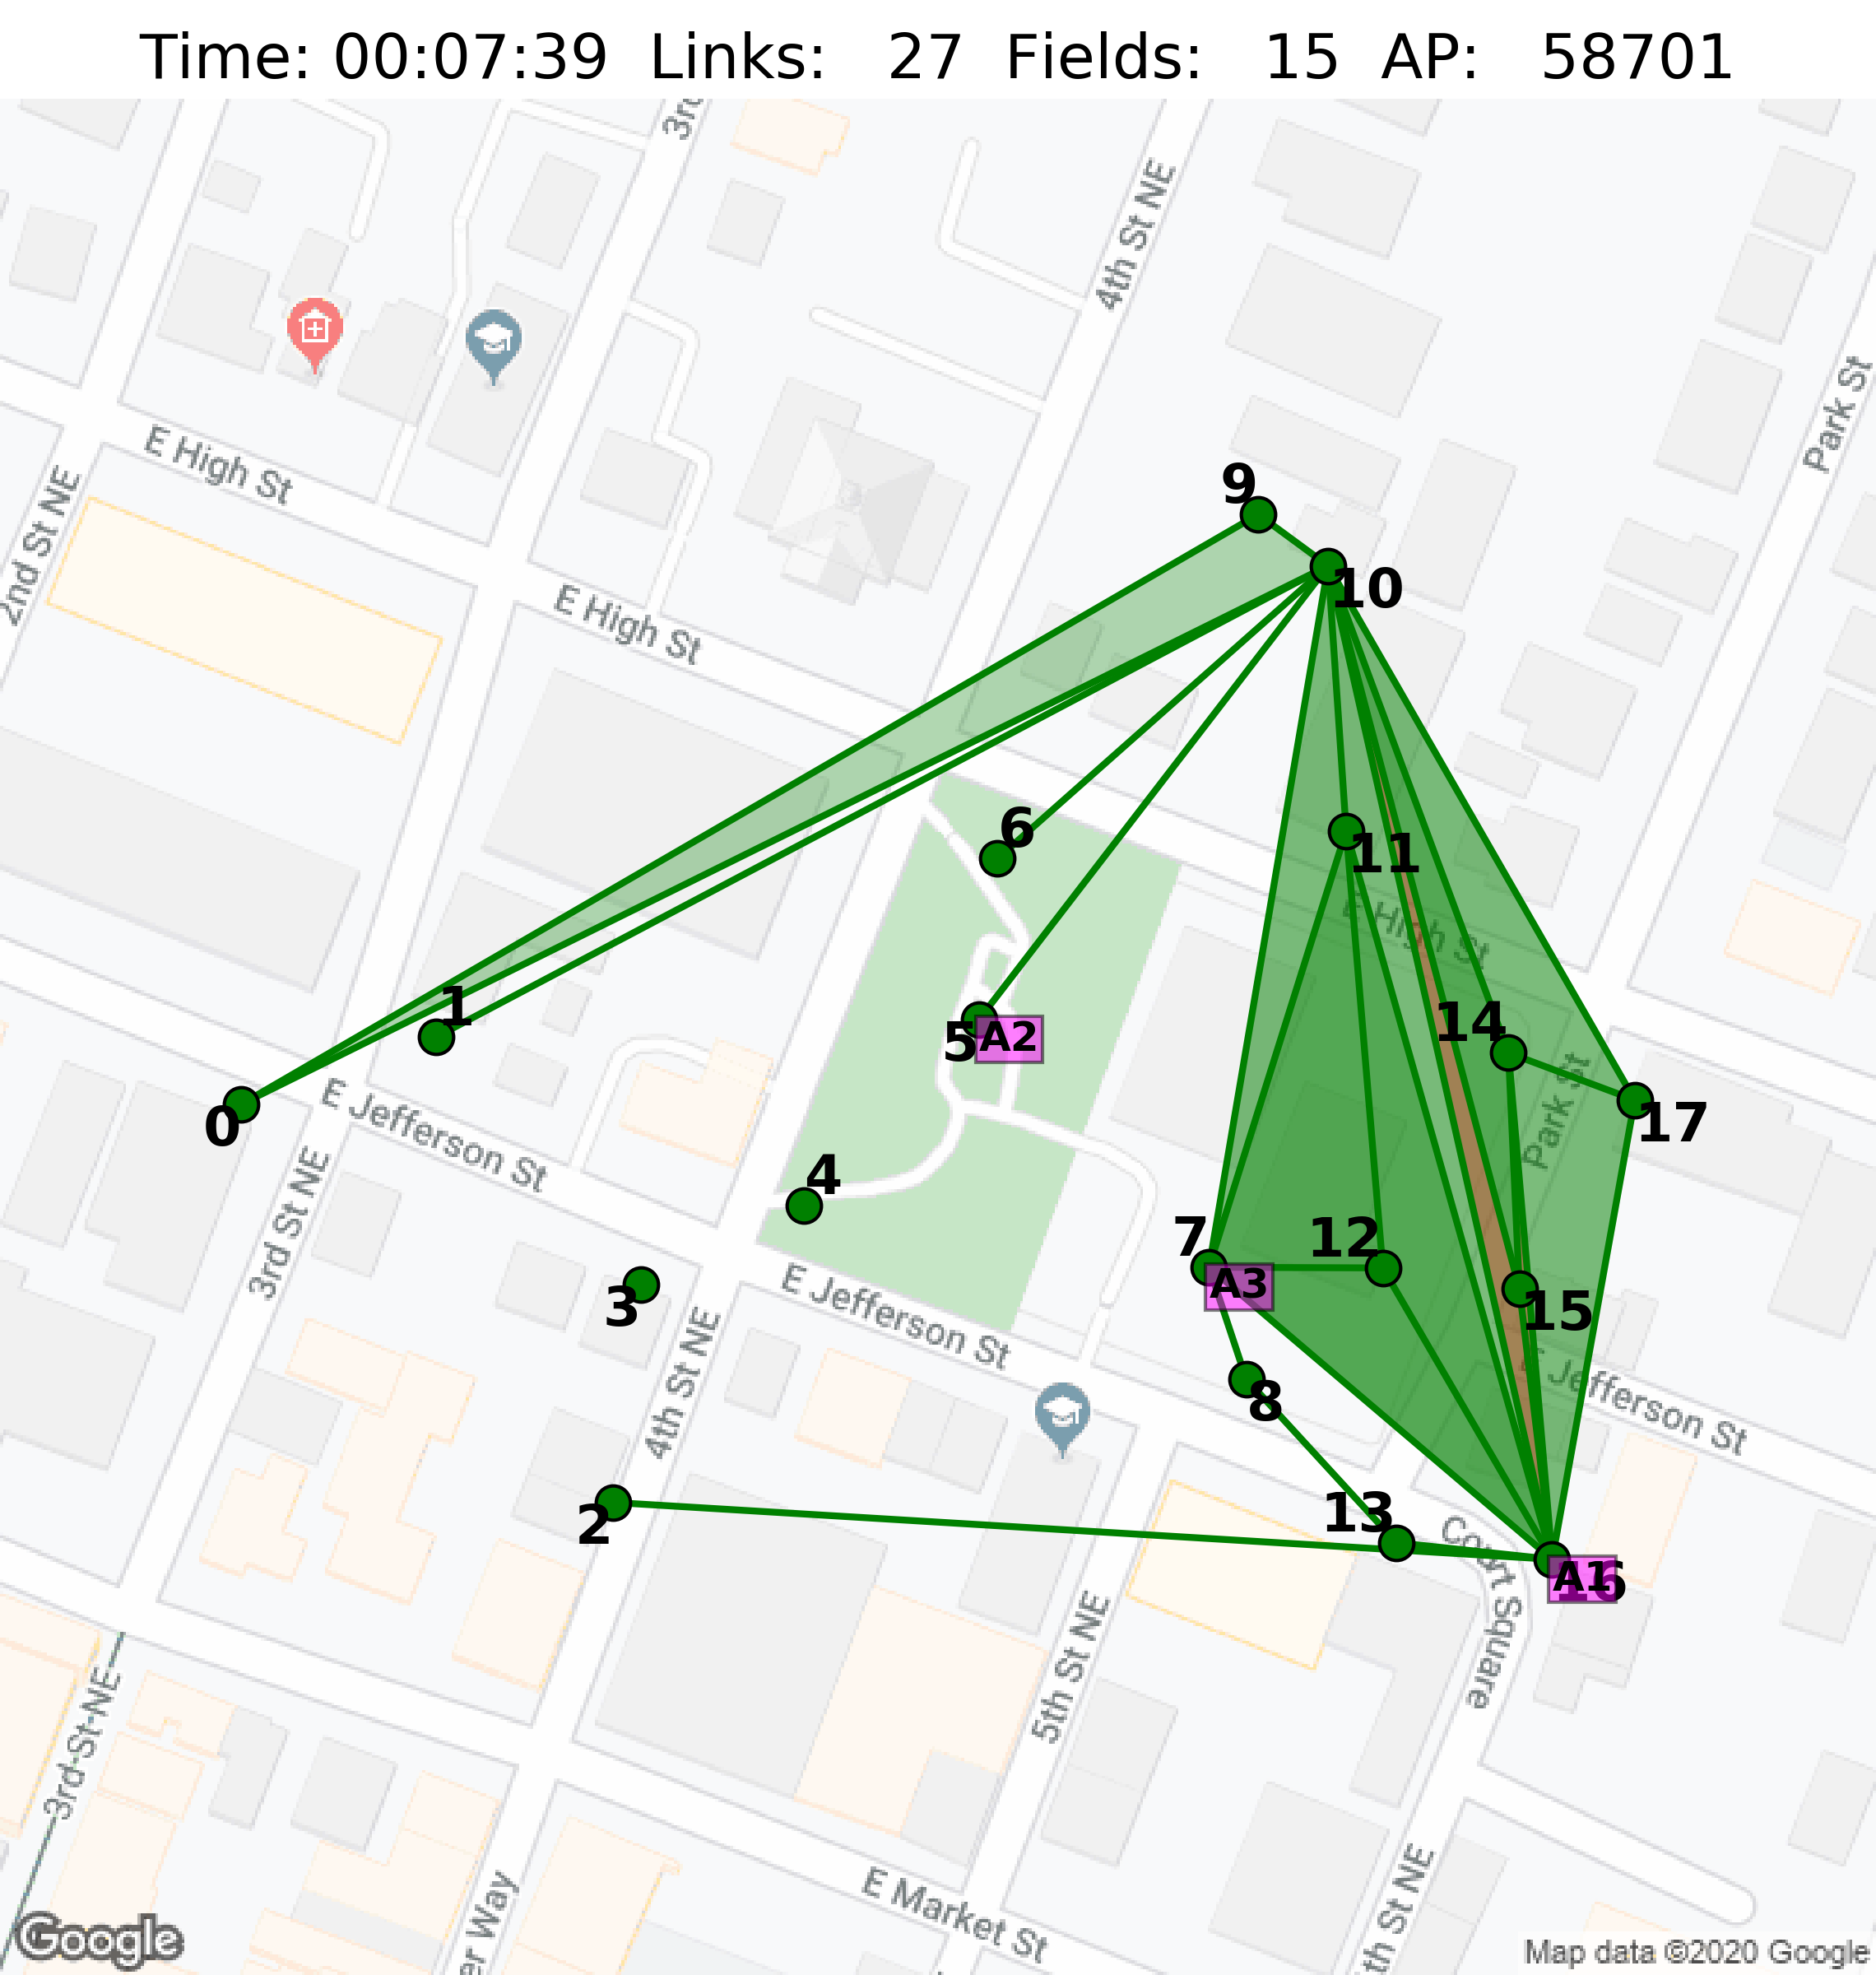 Time: 00:07:39 Links: 27 Fields: 15 AP: 58701
3rd
4th St NE
Park St
E High St
2nd St NE
9
10
E High St
6
11
E High St
1
14
5
A2
0
E Jefferson St
17
Park St
4
3rd St NE
7
12
A3
3
E Jefferson St
15
E Jefferson St
4th St NE
8
2
13
Court Square
A1
16
5th St NE
3rd St NE
E Market St
er Way
th St NE
Google
Map data ©2020 Google